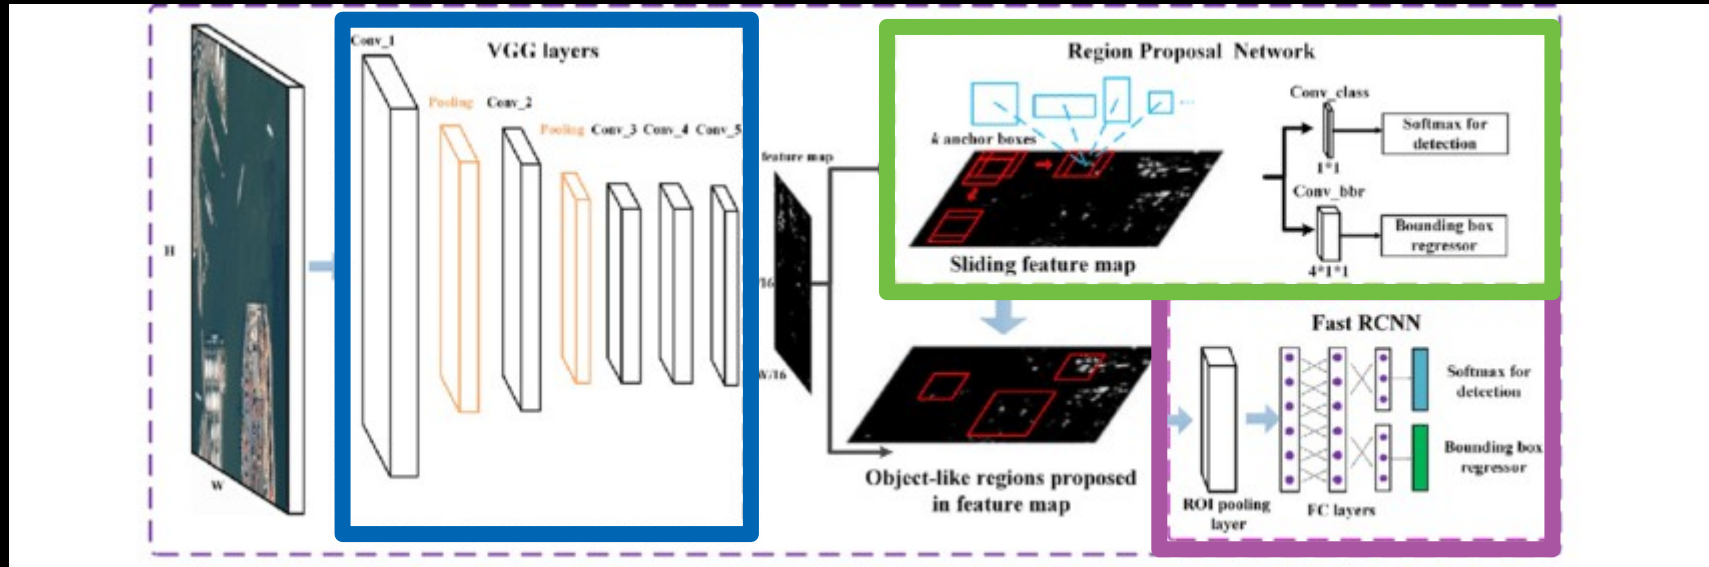 H
W
Conv_1
VGG layers
Pooling
Conv_2
Pooling
Conv_3
Conv_4
Conv_5
feature map
/16
W/16
Region Proposal Network
k anchor boxes
...
Sliding feature map
Conv_class
1*1
Softmax for
detection
Conv_bbr
4*1*1
Bounding box
regressor
Object-like regions proposed
in feature map
Fast RCNN
ROI pooling
layer
FC layers
Softmax for
detection
Bounding box
regressor